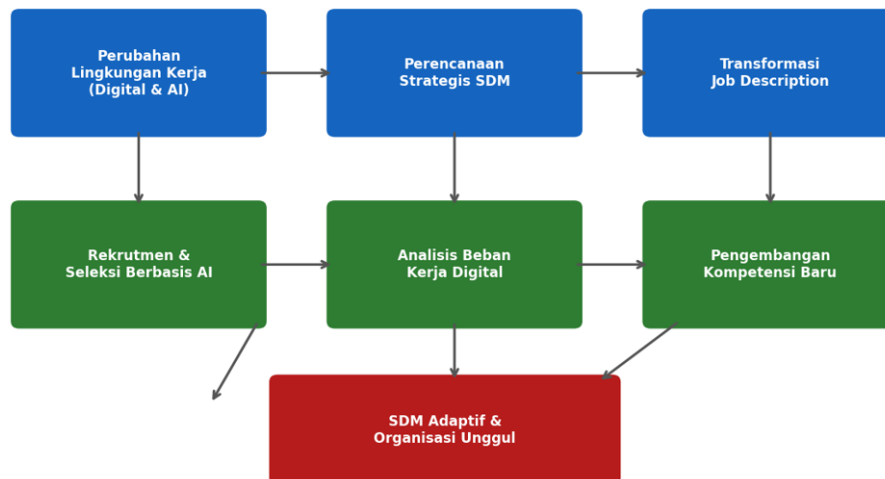 Perubahan
Lingkungan Kerja
(Digital & AI)
Perencanaan
Strategis SDM
Transformasi
Job Description
Rekrutmen &
Seleksi Berbasis AI
Analisis Beban
Kerja Digital
Pengembangan
Kompetensi Baru
SDM Adaptif &
Organisasi Unggul